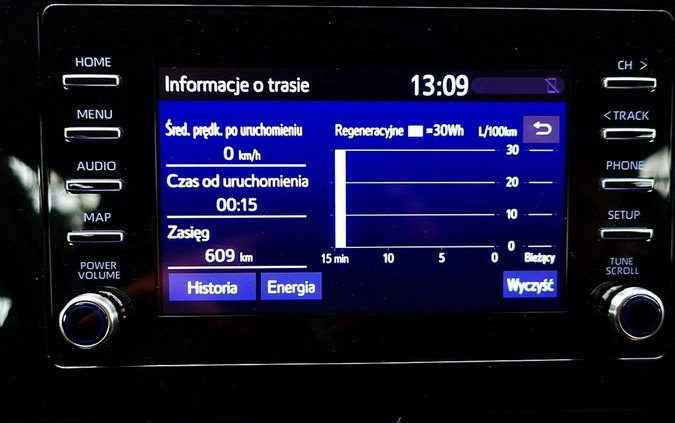 HOME
MENU
AUDIO
MAP
POWER
VOLUME
Informacje o trasie 13:09
Śred. prędk. po uruchomieniu
0 km/h
Czas od uruchomienia
00:15
Zasięg
609 km
Historia Energia
Regeneracyjne =30Wh L/100km
30
20
10
0
15 min 10 5 0 Bieżący
Wyczyść
CH >
< TRACK
PHONE
SETUP
TUNE
SCROLL